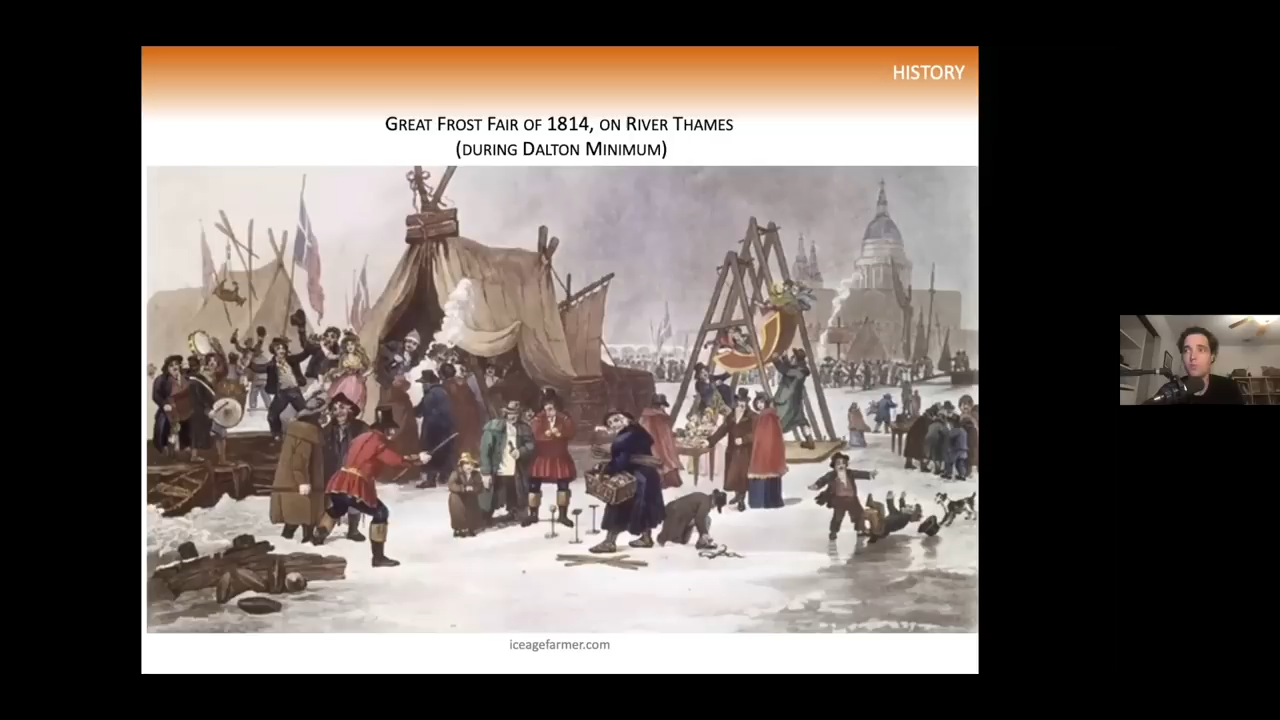 HISTORY
Great Frost Fair of 1814, on River Thames
(during Dalton Minimum)
iceagefarmer.com